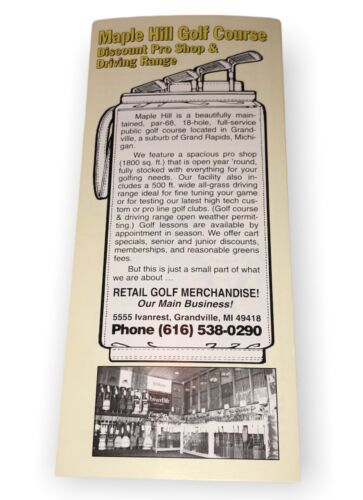 Maple Hill Golf Course
Discount Pro Shop &
Driving Range
Maple Hill is a beautifully main-
tained, par-68, 18-hole, full-service
public golf course located in Grand-
ville, a suburb of Grand Rapids, Michi-
gan.
We feature a spacious pro shop
(1800 sq. ft.) that is open year 'round,
fully stocked with everything for your
golfing needs. Our facility also in-
cludes a 500 ft. wide all-grass driving
range ideal for fine tuning your game
or for testing our latest high tech cus-
tom or pro line golf clubs. (Golf course
& driving range open weather permit-
ting.) Golf lessons are available by
appointment in season. We offer cart
specials, senior and junior discounts,
memberships, and reasonable greens
fees.
But this is just a small part of what
we are about ...
RETAIL GOLF MERCHANDISE!
Our Main Business!
5555 Ivanrest, Grandville, MI 49418
Phone (616) 538-0290